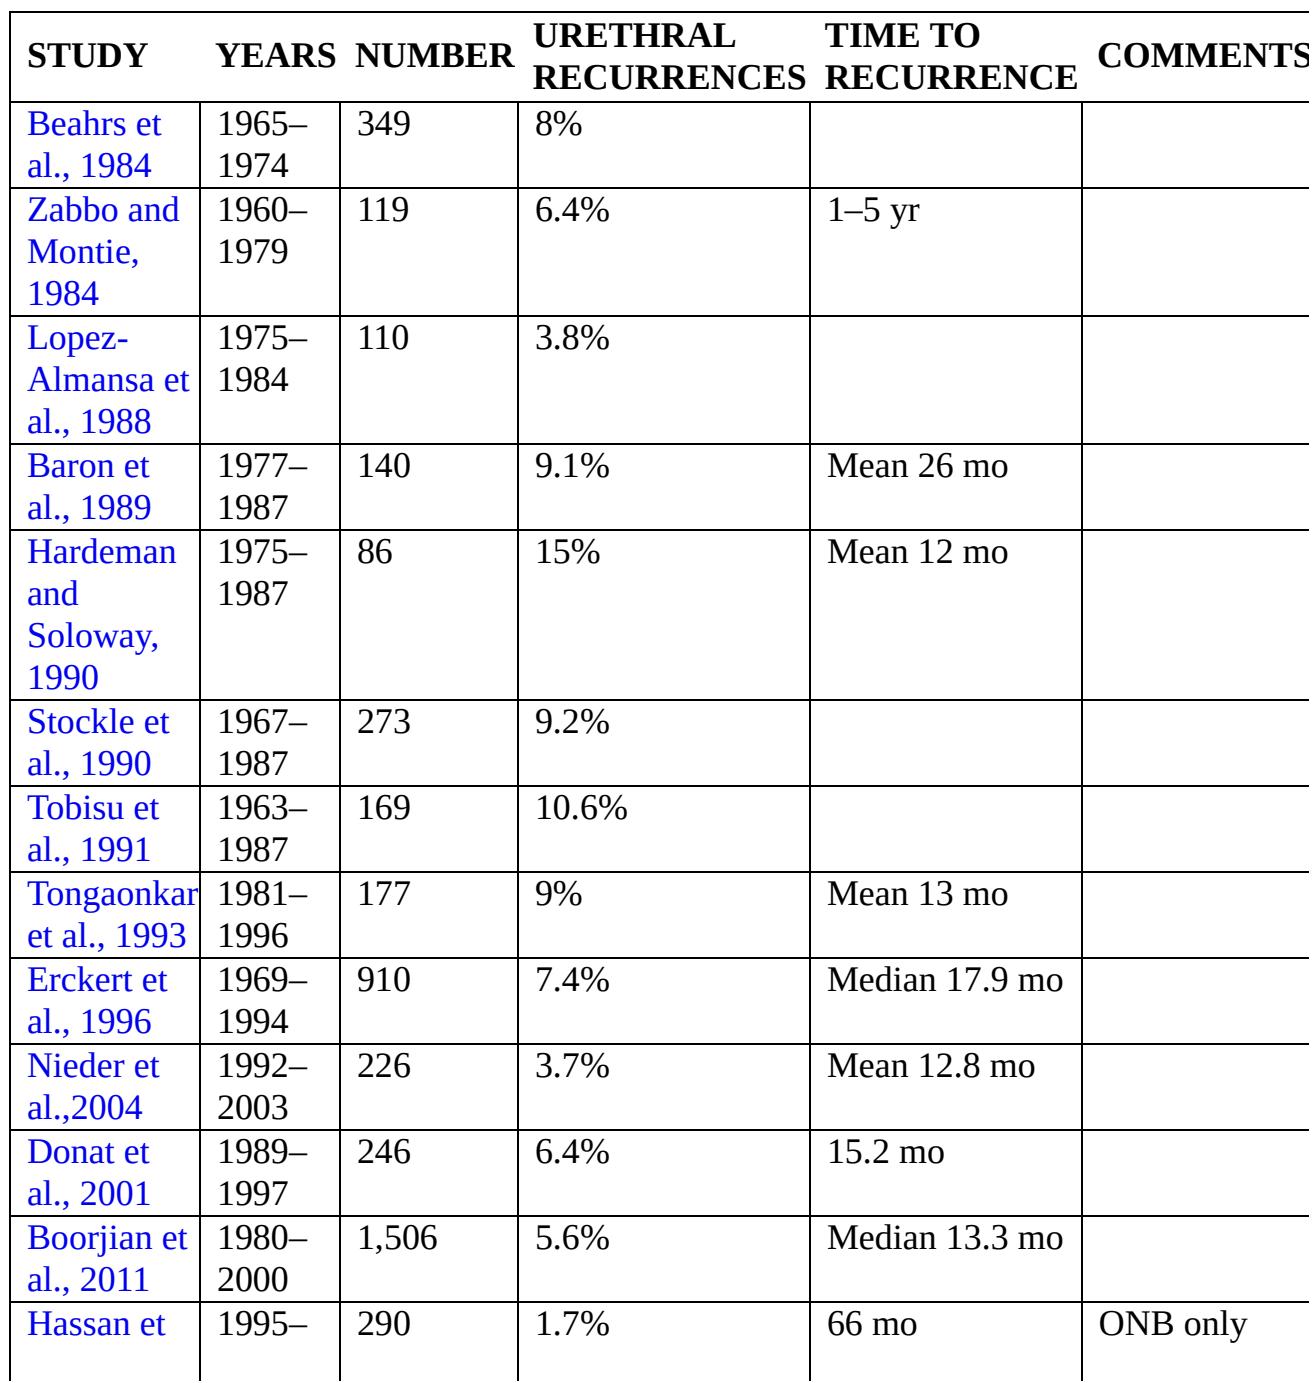 STUDY YEARS NUMBER URETHRAL RECURRENCES TIME TO RECURRENCE COMMENTS
Beahrs et 1965– 349 8%
al., 1984 1974
Zabbo and 1960– 119 6.4% 1–5 yr
Montie, 1979
1984
Lopez- 1975– 110 3.8%
Almansa et 1984
al., 1988
Baron et 1977– 140 9.1% Mean 26 mo
al., 1989 1987
Hardeman 1975– 86 15% Mean 12 mo
and 1987
Soloway,
1990
Stockle et 1967– 273 9.2%
al., 1990 1987
Tobisu et 1963– 169 10.6%
al., 1991 1987
Tongaonkar 1981– 177 9% Mean 13 mo
et al., 1993 1996
Erckert et 1969– 910 7.4% Median 17.9 mo
al., 1996 1994
Nieder et 1992– 226 3.7% Mean 12.8 mo
al.,2004 2003
Donat et 1989– 246 6.4% 15.2 mo
al., 2001 1997
Boorjian et 1980– 1,506 5.6% Median 13.3 mo
al., 2011 2000
Hassan et 1995– 290 1.7% 66 mo ONB only